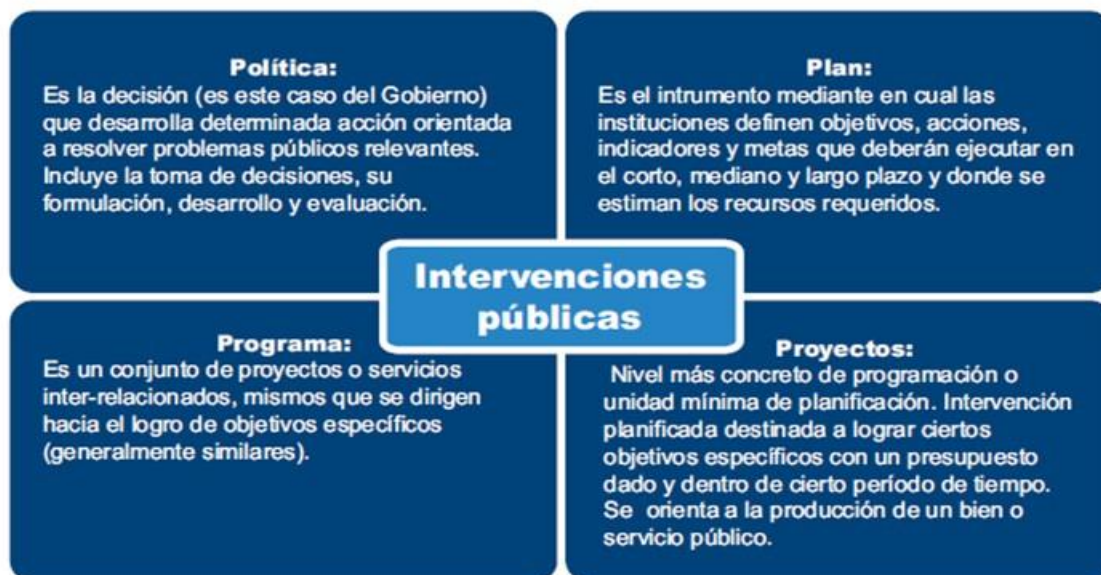 Política:
Es la decisión (es este caso del Gobierno)
que desarrolla determinada acción orientada
a resolver problemas públicos relevantes.
Incluye la toma de decisiones, su
formulación, desarrollo y evaluación.
Plan:
Es el intrumento mediante en cual las
instituciones definen objetivos, acciones,
indicadores y metas que deberán ejecutar en
el corto, mediano y largo plazo y donde se
estiman los recursos requeridos.
Intervenciones
públicas
Programa:
Es un conjunto de proyectos o servicios
inter-relacionados, mismos que se dirigen
hacia el logro de objetivos específicos
(generalmente similares).
Proyectos:
Nivel más concreto de programación o
unidad mínima de planificación. Intervención
planificada destinada a lograr ciertos
objetivos específicos con un presupuesto
dado y dentro de cierto período de tiempo.
Se orienta a la producción de un bien o
servicio público.